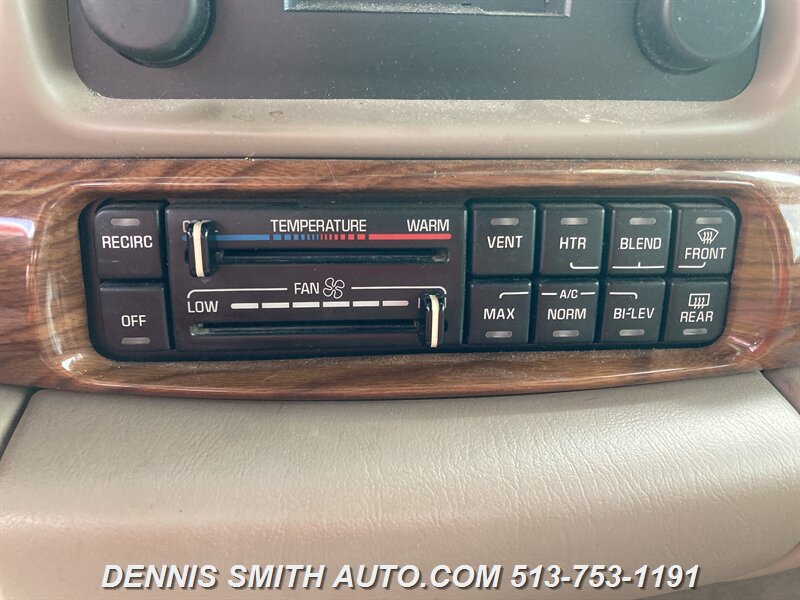 RECIRC
TEMPERATURE WARM
VENT HTR BLEND FRONT
FAN
LOW
OFF
A/C
MAX NORM BI-LEV REAR
DENNIS SMITH AUTO.COM 513-753-1191